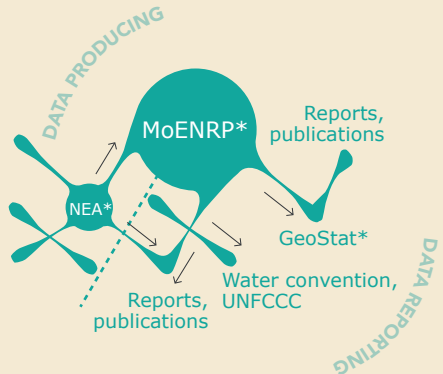 DATA PRODUCING
MoENRP*
Reports,
publications
NEA*
GeoStat*
Water convention,
UNFCCC
Reports,
publications
DATA REPORTING